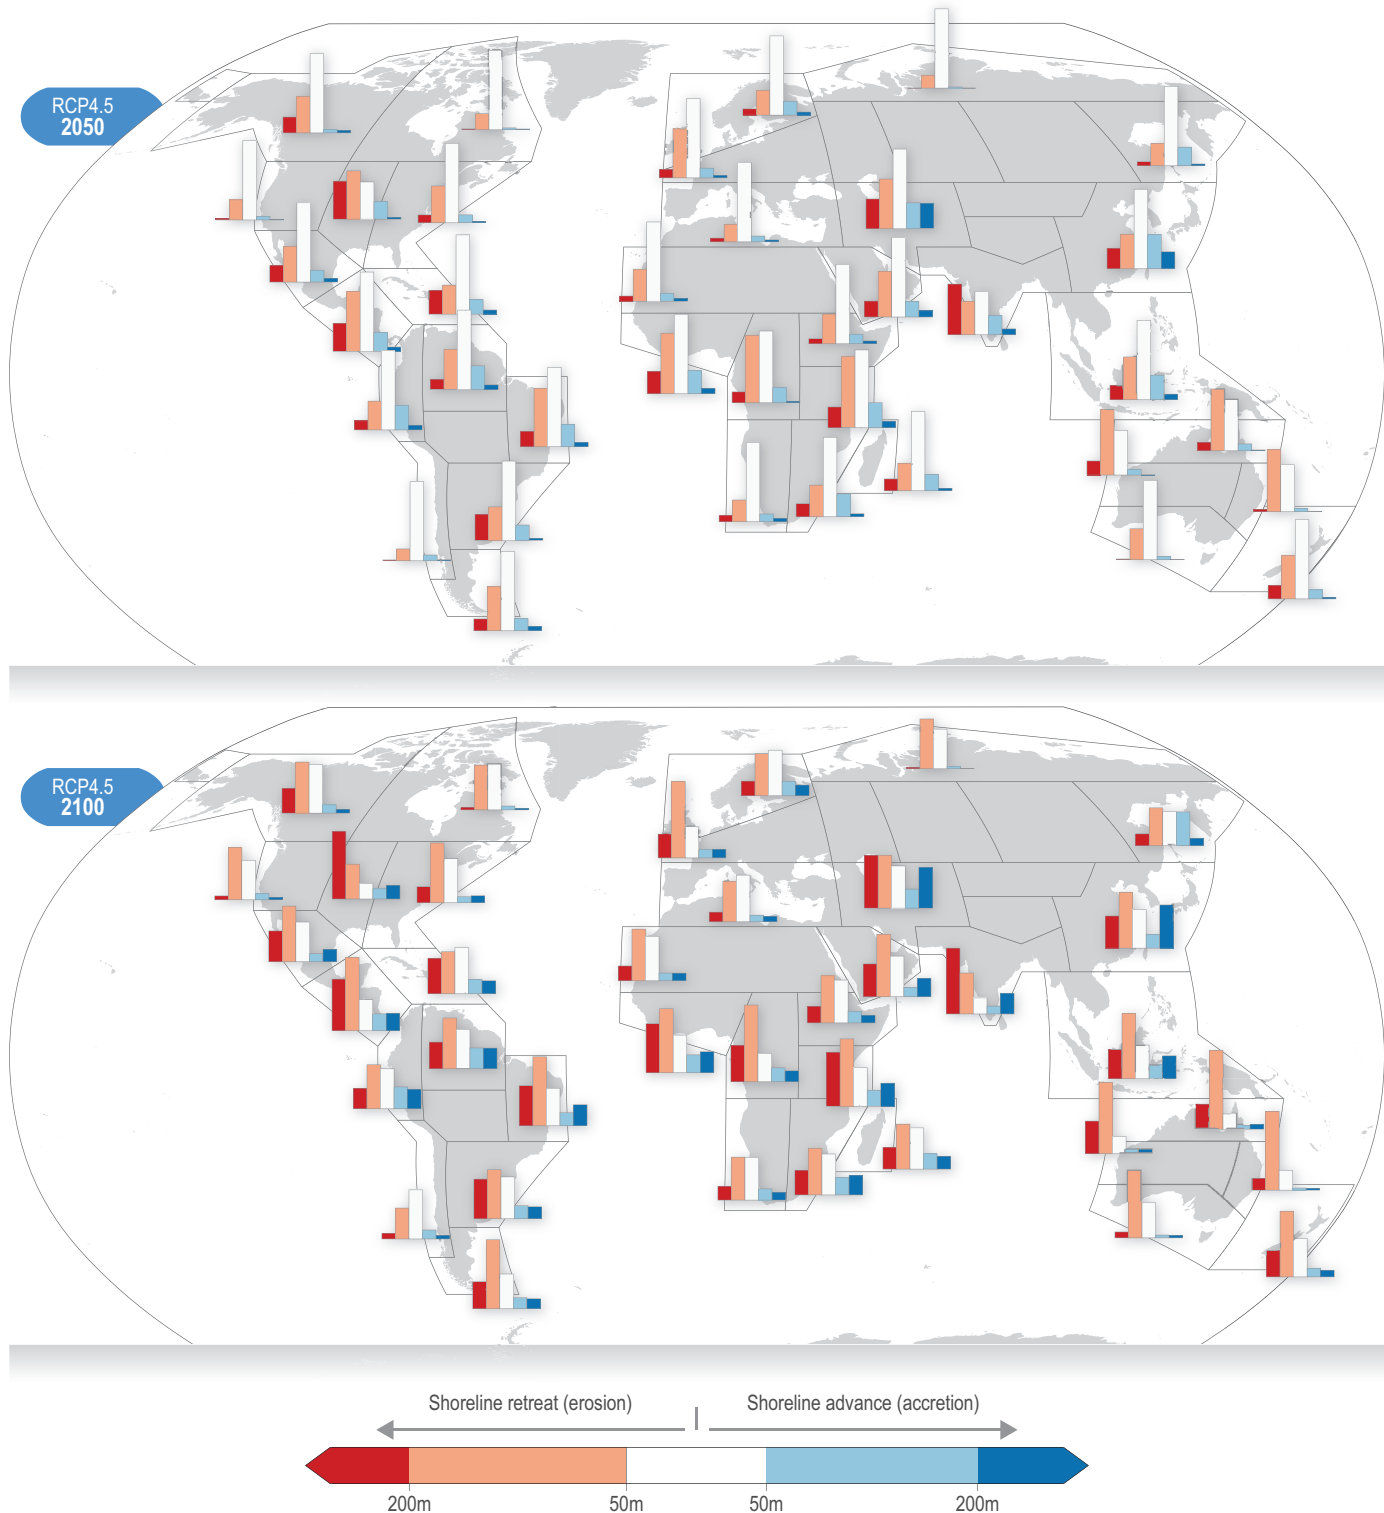 RCP4.5
2050
RCP4.5
2100
Shoreline retreat (erosion)
Shoreline advance (accretion)
200m
50m
50m
200m